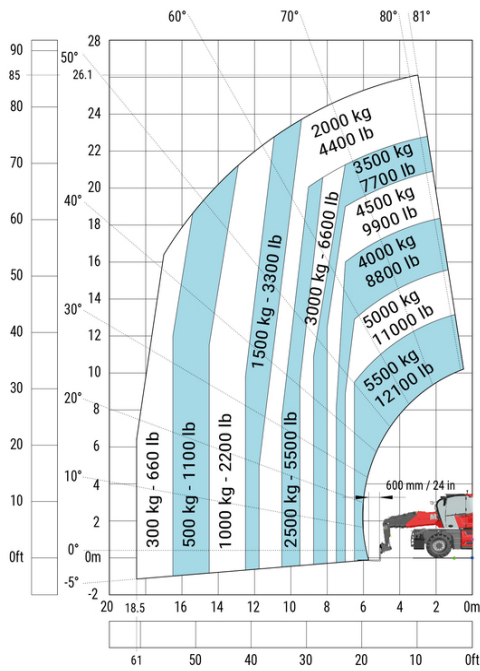 60°
70°
80°
81°
90
28
50°
85
26.1
2000 kg
4400 lb
80
24
3500 kg
7700 lb
22
70
4500 kg
9900 lb
20
40°
3000 kg - 6600 lb
60
18
4000 kg
8800 lb
16
50
1500 kg - 3300 lb
30°
14
5000 kg
11000 lb
40
12
5500 kg
12100 lb
30
10
20°
8
300 kg - 660 lb
500 kg - 1100 lb
1000 kg - 2200 lb
2500 kg - 5500 lb
20
6
10°
4
600 mm / 24 in
10
2
0ft
0°
0m
-5°
-2
20
18.5
16
14
12
10
8
6
4
2
0m
61
50
40
30
20
10
0ft